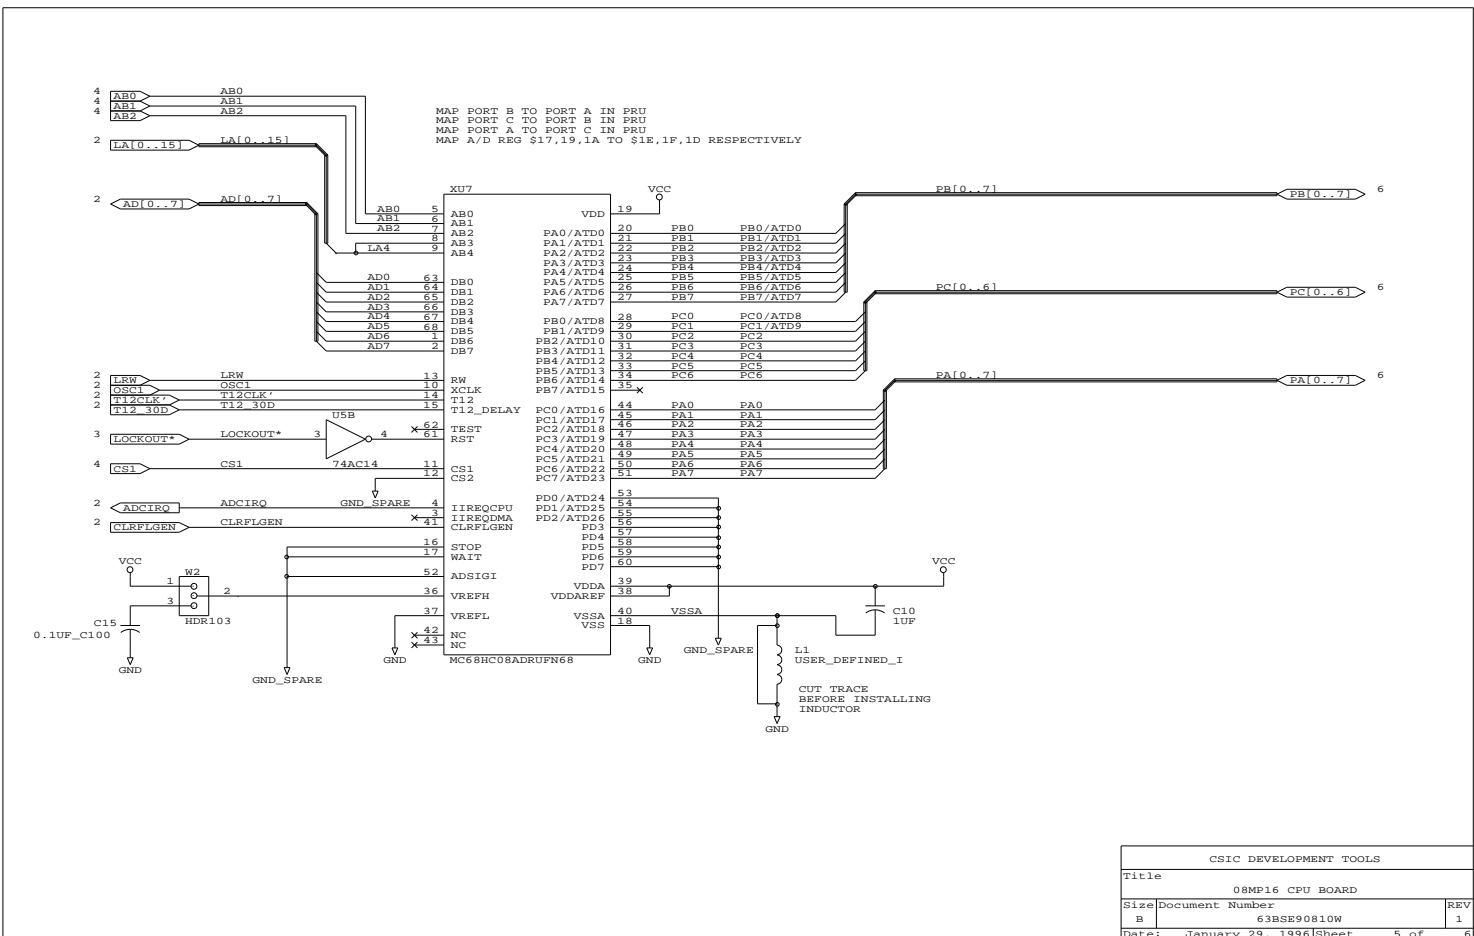 4 AB0 AB0
4 AB1 AB1
4 AB2 AB2
2 LA[0..15] LA[0..15]
2 AD[0..7] AD[0..7]
MAP PORT B TO PORT A IN PRU
MAP PORT C TO PORT B IN PRU
MAP PORT A TO PORT C IN PRU
MAP A/D REG $17,19,1A TO $1E,1F,1D RESPECTIVELY
XU7
VCC
PB[0..7] PB[0..7] 6
AB0 5 AB0 VDD 19
AB1 6 AB1
AB2 7 AB2 PA0/ATD0 20 PB0 PB0/ATD0
8 AB3 PA1/ATD1 21 PB1 PB1/ATD1
LA4 9 AB4 PA2/ATD2 22 PB2 PB2/ATD2
PA3/ATD3 23 PB3 PB3/ATD3
PA4/ATD4 24 PB4 PB4/ATD4
AD0 63 DB0 PA5/ATD5 25 PB5 PB5/ATD5
AD1 64 DB1 PA6/ATD6 26 PB6 PB6/ATD6
AD2 65 DB2 PA7/ATD7 27 PB7 PB7/ATD7
PC[0..6] PC[0..6] 6
AD3 66 DB3
AD4 67 DB4 PB0/ATD8 28 PC0 PC0/ATD8
AD5 68 DB5 PB1/ATD9 29 PC1 PC1/ATD9
AD6 1 DB6 PB2/ATD10 30 PC2 PC2
AD7 2 DB7 PB3/ATD11 31 PC3 PC3
PB4/ATD12 32 PC4 PC4
PB5/ATD13 33 PC5 PC5
2 LRW LRW 13 RW PB6/ATD14 34 PC6 PC6
2 OSC1 OSC1 10 XCLK PB7/ATD15 35
PA[0..7] PA[0..7] 6
2 T12CLK' T12CLK' 14 T12
2 T12_30D T12_30D 15 T12_DELAY PC0/ATD16 44 PA0 PA0
U5B
PC1/ATD17 45 PA1 PA1
62 TEST PC2/ATD18 46 PA2 PA2
3 LOCKOUT* LOCKOUT* 3 4 61 RST PC3/ATD19 47 PA3 PA3
PC4/ATD20 48 PA4 PA4
74AC14
PC5/ATD21 49 PA5 PA5
4 CS1 CS1 11 CS1 PC6/ATD22 50 PA6 PA6
12 CS2 PC7/ATD23 51 PA7 PA7
GND_SPARE
PD0/ATD24 53
2 ADCIRQ ADCIRQ 4 IIREQCPU PD1/ATD25 54
3 IIREQDMA PD2/ATD26 55
2 CLRFLGEN CLRFLGEN 41 CLRFLGEN PD3 56
PD4 57
16 STOP PD5 58
17 WAIT PD6 59
PD7 60
52 ADSIGI
VCC
W2
VCC
1 VDDA 39
2 36 VREFH VDDAREF 38
3
HDR103
C15
0.1UF_C100
GND
37 VREFL VSSA 40 VSSA
VSS 18
C10
1UF
42 NC
43 NC
GND
MC68HC08ADRUFN68
GND
GND_SPARE
GND_SPARE
L1
USER_DEFINED_I
CUT TRACE
BEFORE INSTALLING
INDUCTOR
GND
CSIC DEVELOPMENT TOOLS
Title
08MP16 CPU BOARD
Size Document Number REV
B 63BSE90810W 1
Date: January 29, 1996 Sheet 5 of 6